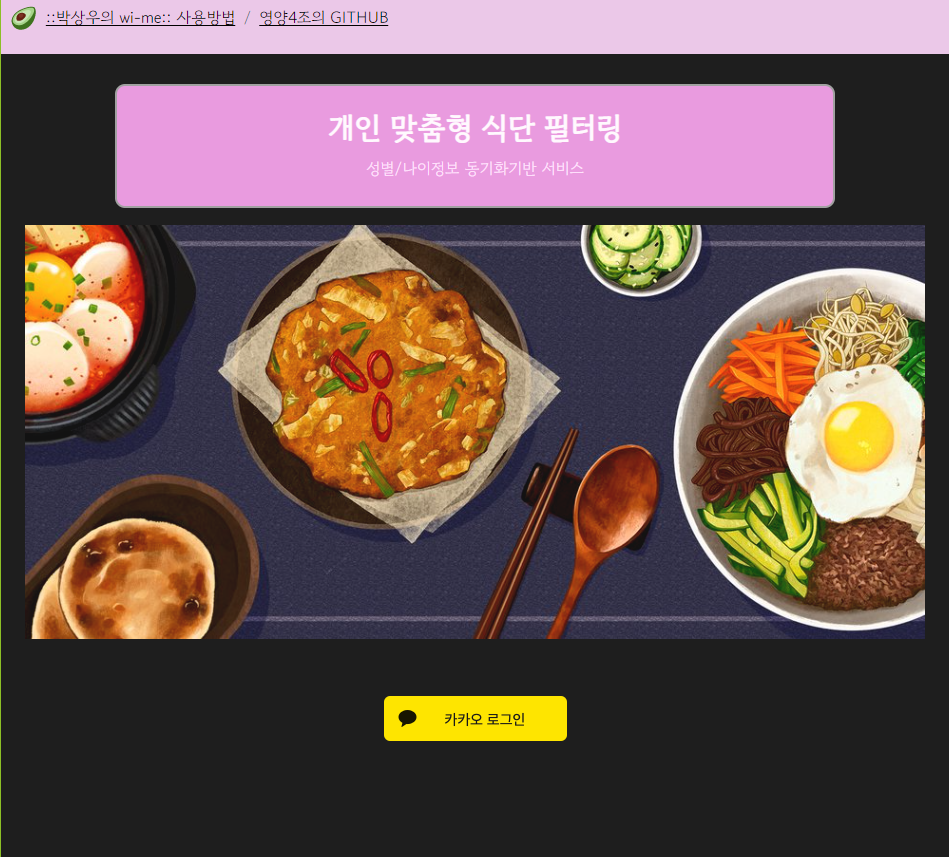 ::박상우의 wi-me:: 사용방법 / 영양4조의 GITHUB
개인 맞춤형 식단 필터링
성별/나이정보 동기화기반 서비스
카카오 로그인